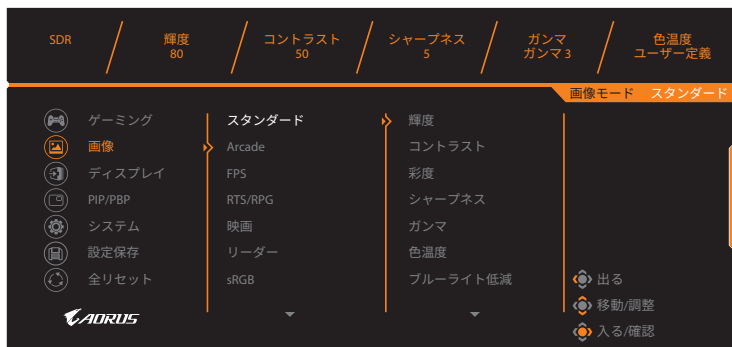 SDR
輝度
80
コントラスト
50
シャープネス
5
ガンマ
ガンマ 3
色温度
ユーザー定義
画像モード スタンダード
ゲーミング
画像
ディスプレイ
PIP/PBP
システム
設定保存
全リセット
スタンダード
Arcade
FPS
RTS/RPG
映画
リーダー
sRGB
輝度
コントラスト
彩度
シャープネス
ガンマ
色温度
ブルーライト低減
出る
移動/調整
入る/確認
AORUS